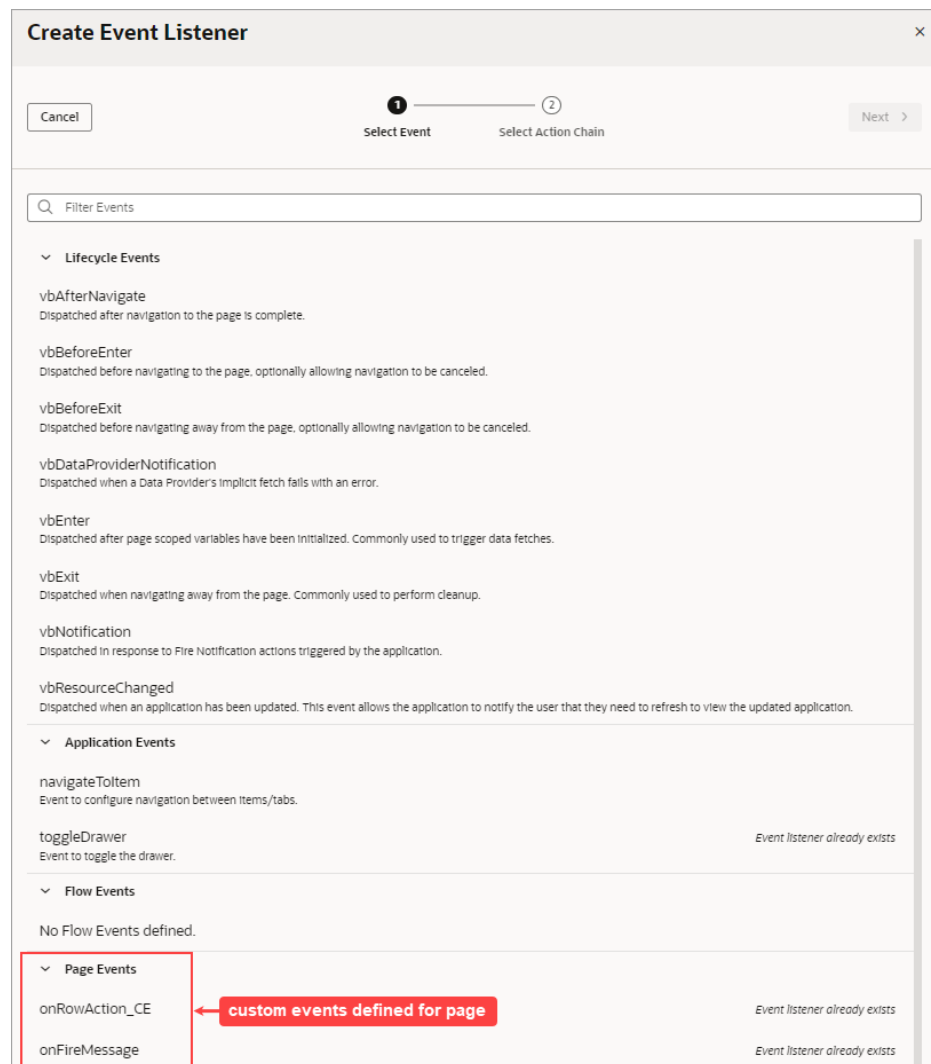 Create Event Listener
×
Cancel
1
2
Next >
Select Event
Select Action Chain
Filter Events
Lifecycle Events
vbAfterNavigate
Dispatched after navigation to the page is complete.
vbBeforeEnter
Dispatched before navigating to the page, optionally allowing navigation to be canceled.
vbBeforeExit
Dispatched before navigating away from the page, optionally allowing navigation to be canceled.
vbDataProviderNotification
Dispatched when a Data Provider's implicit fetch fails with an error.
vbEnter
Dispatched after page scoped variables have been initialized. Commonly used to trigger data fetches.
vbExit
Dispatched when navigating away from the page. Commonly used to perform cleanup.
vbNotification
Dispatched in response to Fire Notification actions triggered by the application.
vbResourceChanged
Dispatched when an application has been updated. This event allows the application to notify the user that they need to refresh to view the updated application.
Application Events
navigateToItem
Event to configure navigation between items/tabs.
toggleDrawer
Event listener already exists
Event to toggle the drawer.
Flow Events
No Flow Events defined.
Page Events
onRowAction_CE
custom events defined for page
Event listener already exists
onFireMessage
Event listener already exists